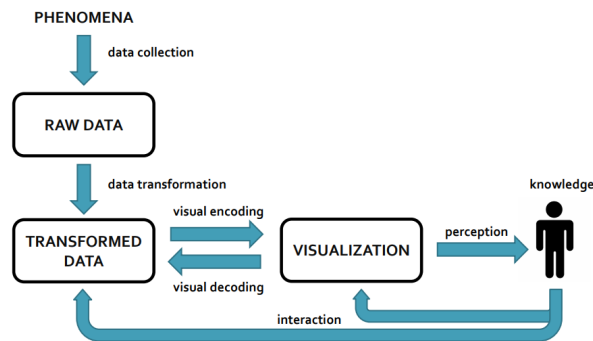 PHENOMENA
data collection
RAW DATA
data transformation
knowledge
visual encoding
TRANSFORMED
DATA
VISUALIZATION
perception
visual decoding
interaction